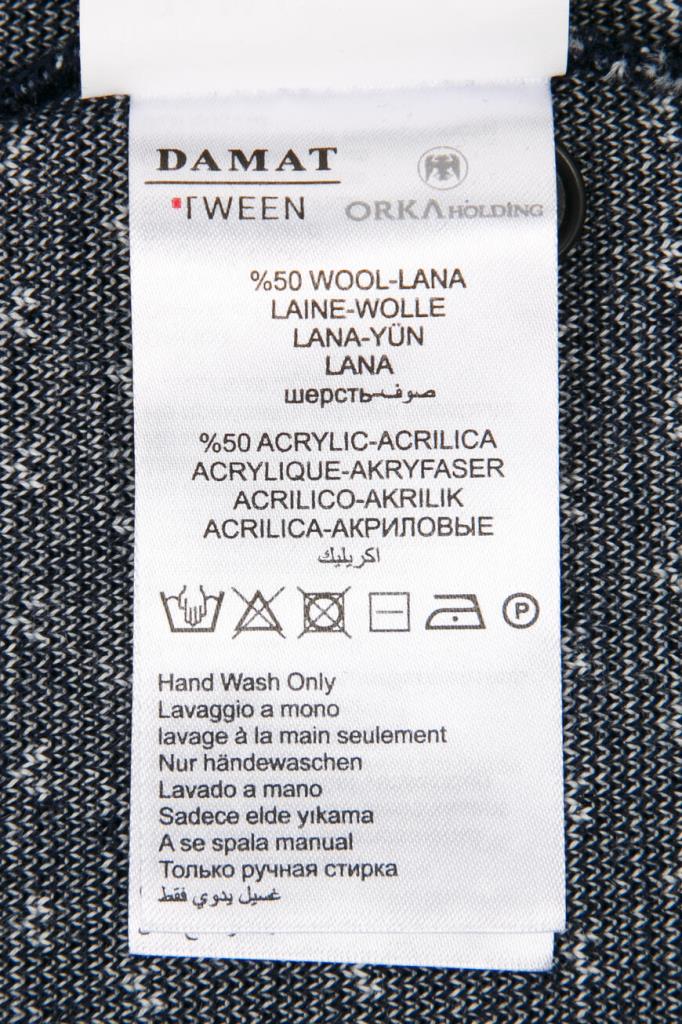 DAMAT
TWEEN
ORKA HOLDING
%50 WOOL-LANA
LAINE-WOLLE
LANA-YÜN
LANA
шерсть-صوف
%50 ACRYLIC-ACRILICA
ACRYLIQUE-AKRYFASER
ACRILICO-AKRILIK
ACRILICA-АКРИЛОВЫЕ
اكريليك
P
Hand Wash Only
Lavaggio a mono
lavage à la main seulement
Nur händewaschen
Lavado a mano
Sadece elde yıkama
A se spala manual
Только ручная стирка
غسيل يدوي فقط